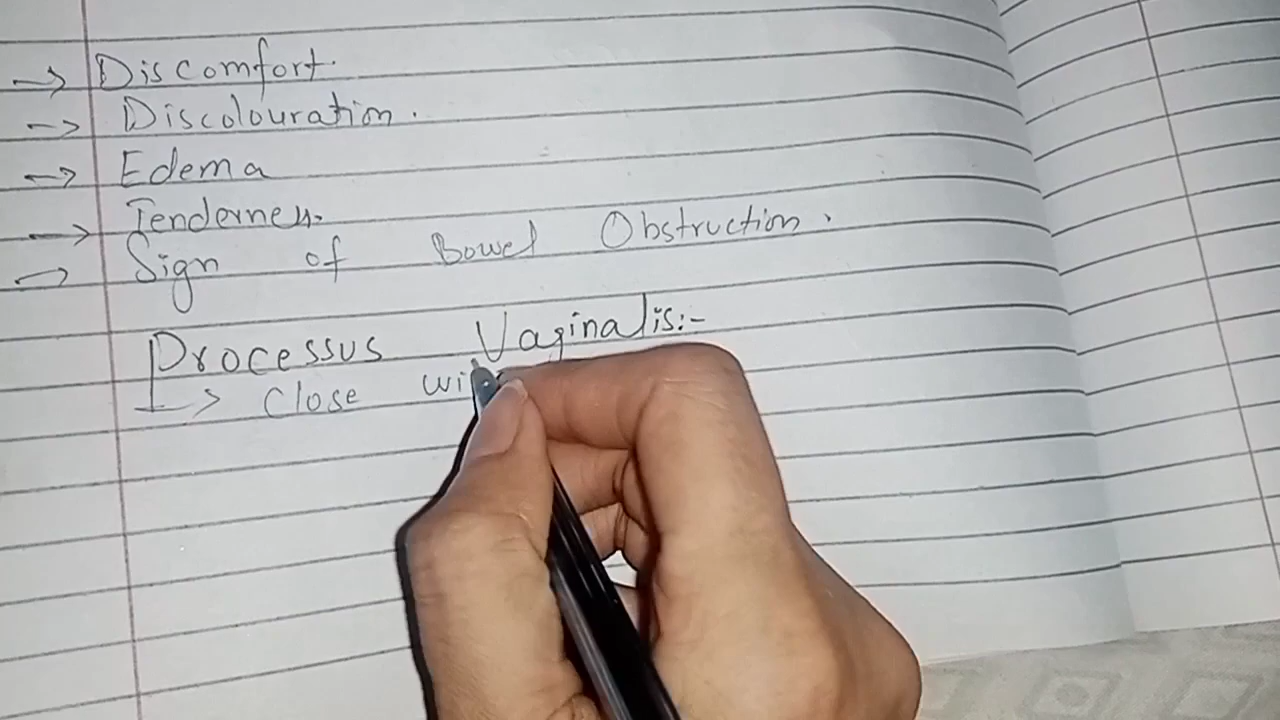 → Discomfort.
→ Discolouration.
→ Edema
→ Tenderness.
→ Sign of Bowel Obstruction.
Processus Vaginalis:-
→ Close